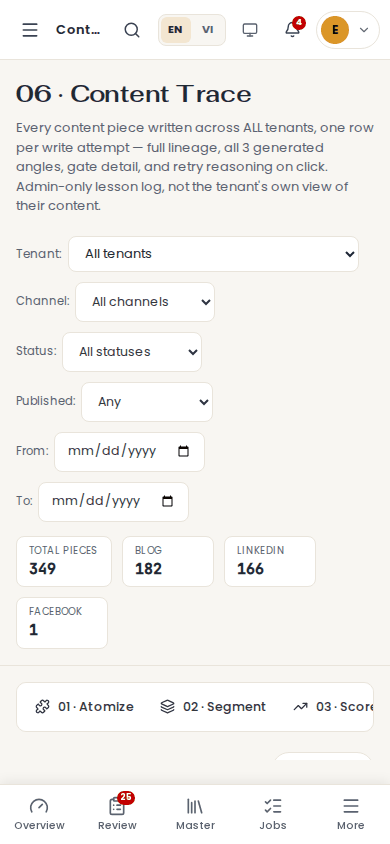 Cont...
EN
VI
4
E
06 · Content Trace
Every content piece written across ALL tenants, one row
per write attempt — full lineage, all 3 generated
angles, gate detail, and retry reasoning on click.
Admin-only lesson log, not the tenant's own view of
their content.
Tenant: All tenants
Channel: All channels
Status: All statuses
Published: Any
From: mm/dd/yyyy
To: mm/dd/yyyy
TOTAL PIECES
349
BLOG
182
LINKEDIN
166
FACEBOOK
1
01 · Atomize
02 · Segment
03 · Score
25
Overview
Review
Master
Jobs
More